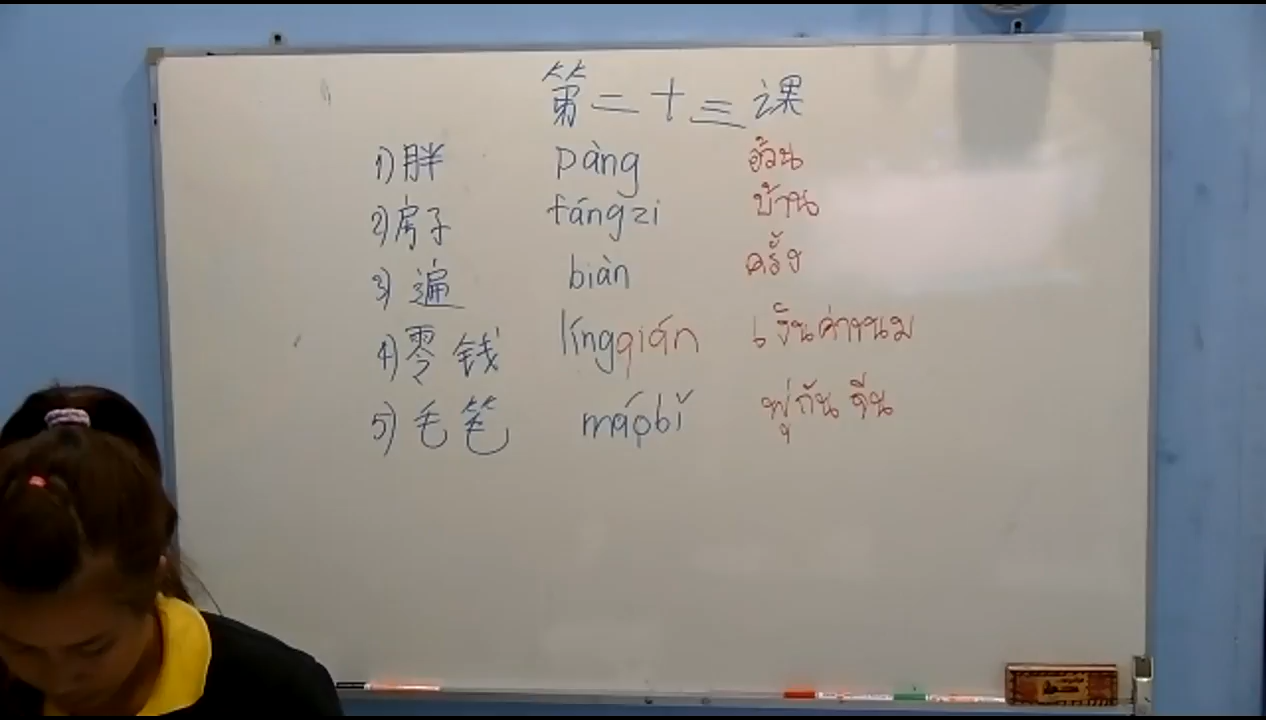 第二十三课
1) 胖 pàng อ้วน
2) 房子 fángzi บ้าน
3) 遍 biàn ครั้ง
4) 零钱 língqián เงินค่าขนม
5) 毛笔 máobǐ พู่กันจีน